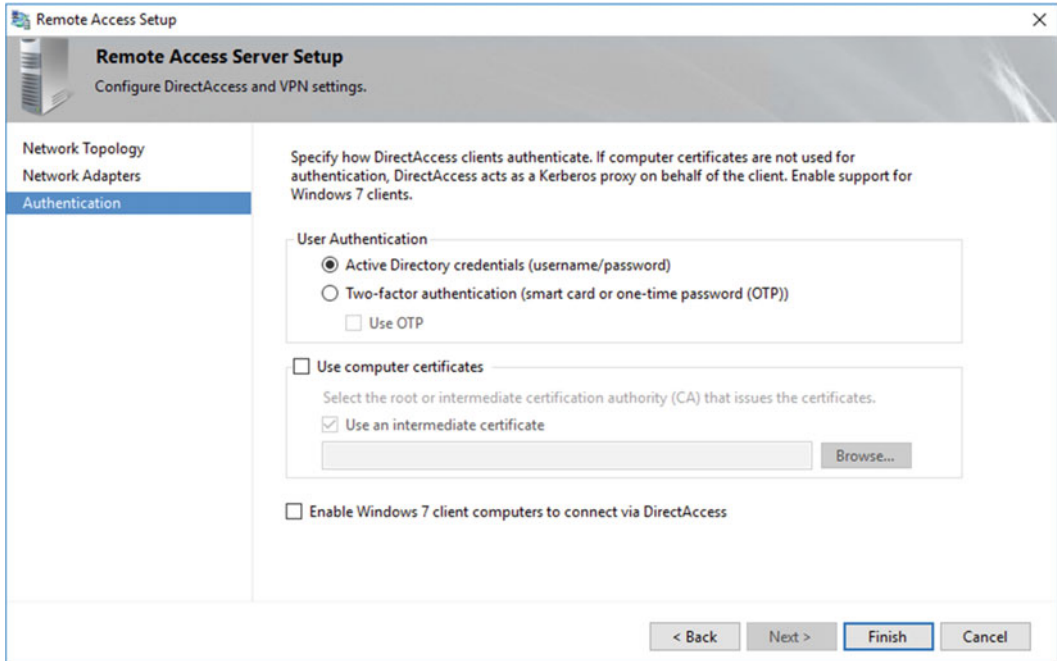 Remote Access Setup
Remote Access Server Setup
Configure DirectAccess and VPN settings.
Network Topology
Network Adapters
Authentication
Specify how DirectAccess clients authenticate. If computer certificates are not used for
authentication, DirectAccess acts as a Kerberos proxy on behalf of the client. Enable support for
Windows 7 clients.
User Authentication
Active Directory credentials (username/password)
Two-factor authentication (smart card or one-time password (OTP))
Use OTP
Use computer certificates
Select the root or intermediate certification authority (CA) that issues the certificates.
Use an intermediate certificate
Browse...
Enable Windows 7 client computers to connect via DirectAccess
< Back
Next >
Finish
Cancel